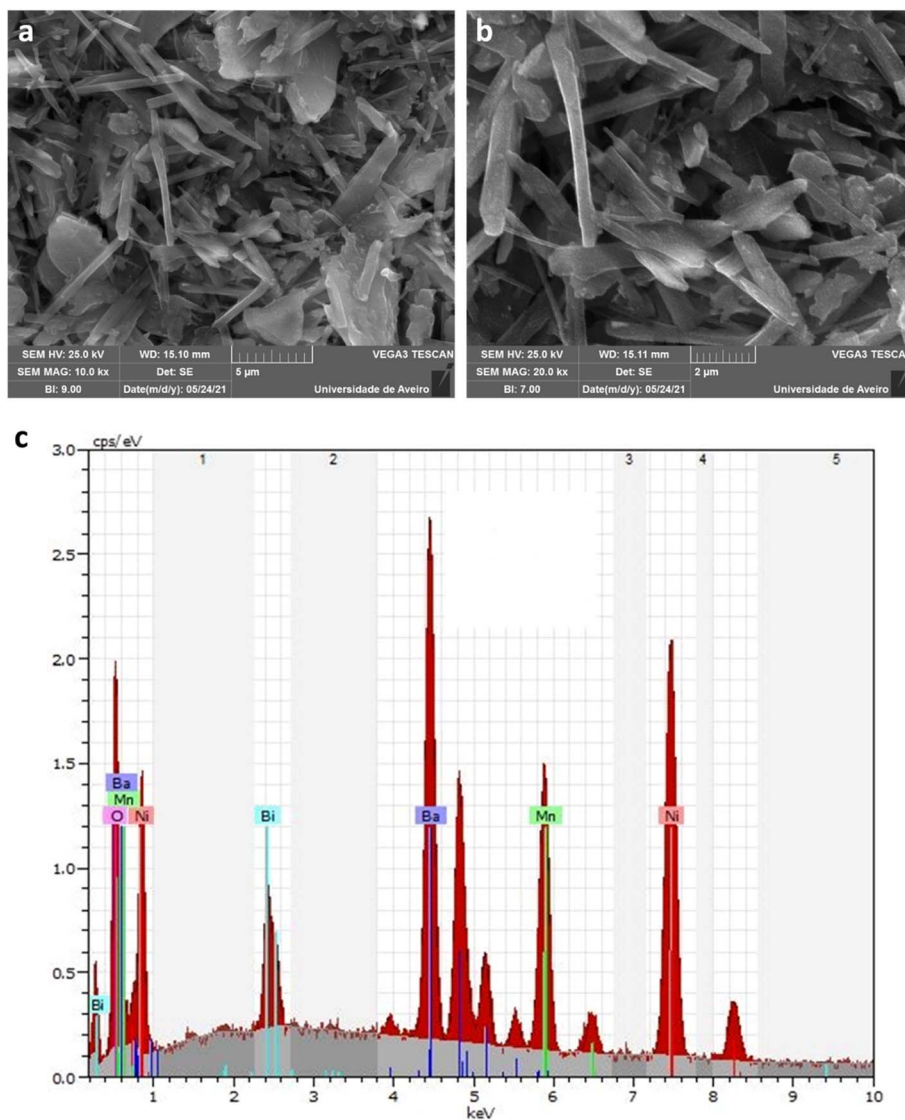 a
SEM HV: 25.0 kV WD: 15.10 mm VEGA3 TESCAN
SEM MAG: 10.0 kx Det: SE 5 µm
BI: 9.00 Date(m/d/y): 05/24/21 Universidade de Aveiro
b
SEM HV: 25.0 kV WD: 15.11 mm VEGA3 TESCAN
SEM MAG: 20.0 kx Det: SE 2 µm
BI: 7.00 Date(m/d/y): 05/24/21 Universidade de Aveiro
c
cps/eV
3.0
1 2 3 4 5
2.5
2.0
1.5
Ba
Mn
O Ni Bi Ba Mn Ni
1.0
0.5
Bi
0.0
1 2 3 4 5 6 7 8 9 10
keV